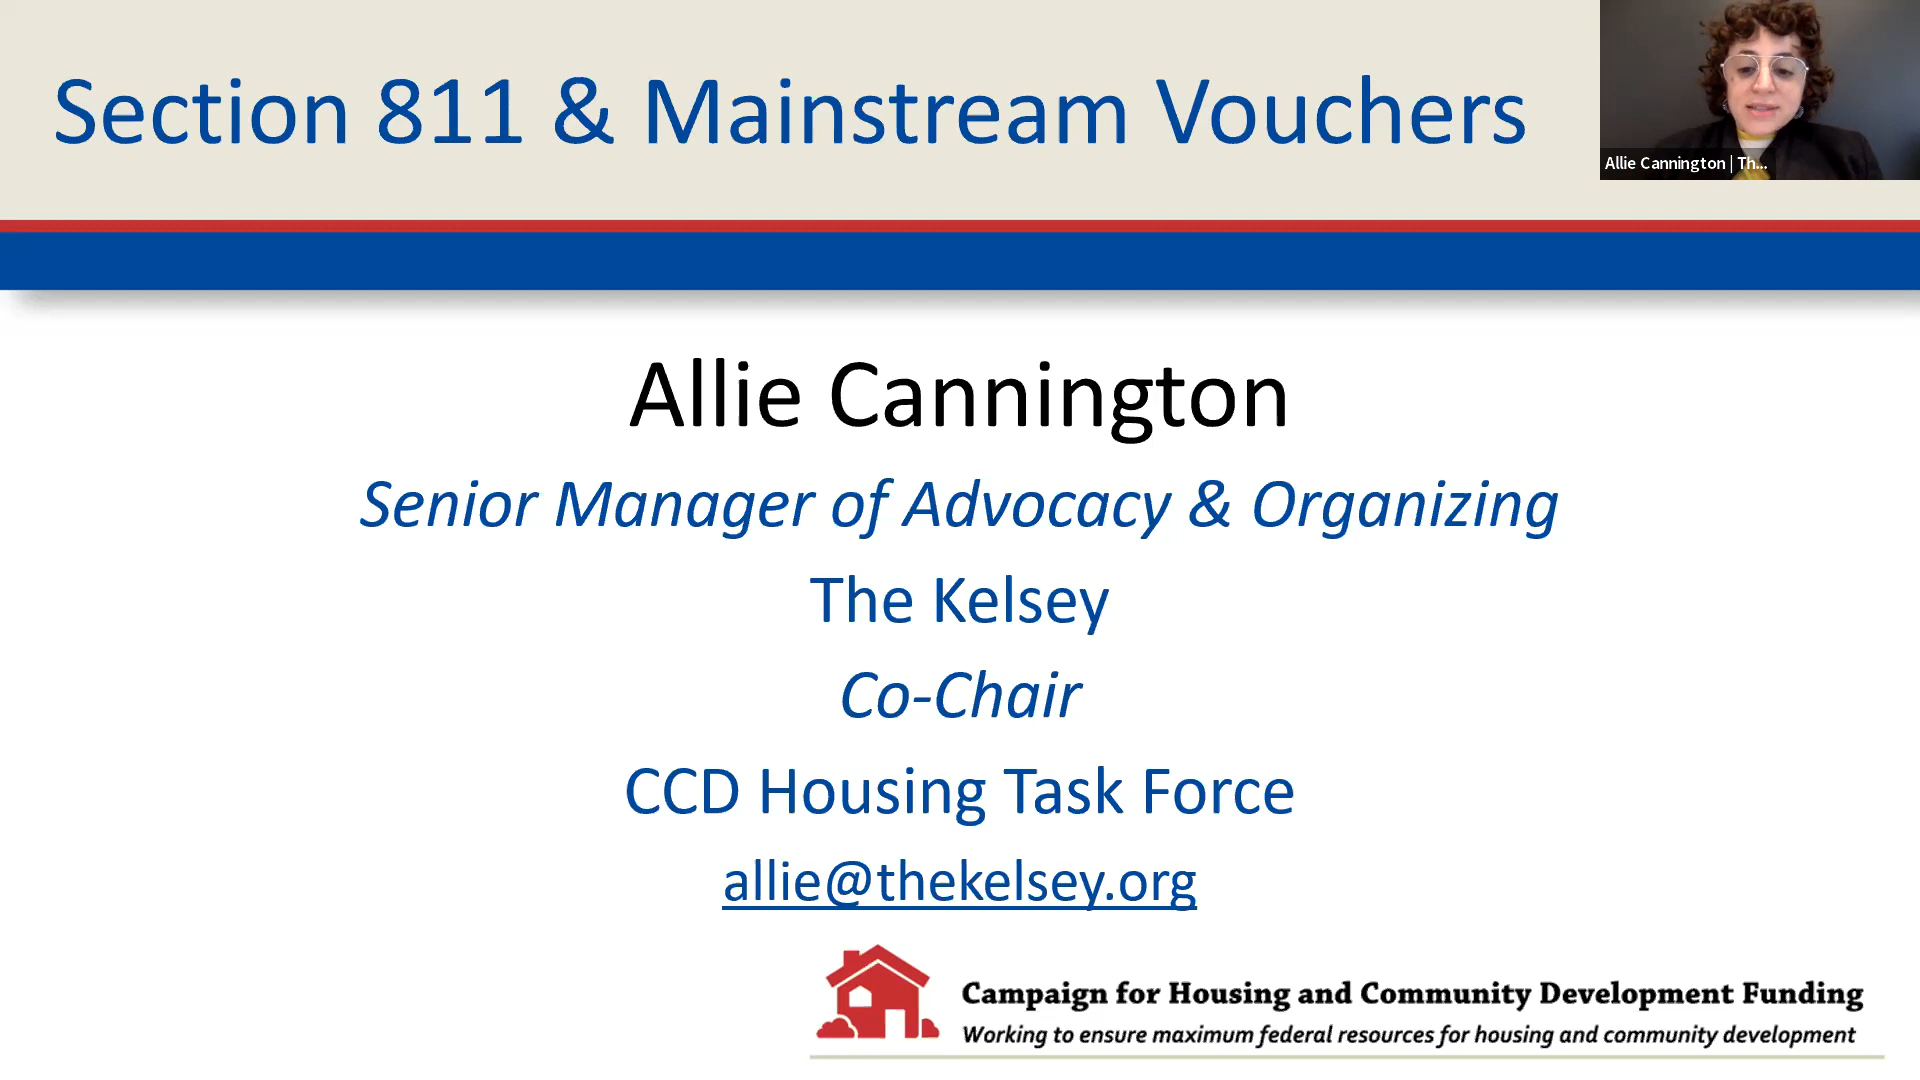 Section 811 & Mainstream Vouchers
Allie Cannington | Th...
Allie Cannington
Senior Manager of Advocacy & Organizing
The Kelsey
Co-Chair
CCD Housing Task Force
allie@thekelsey.org
Campaign for Housing and Community Development Funding
Working to ensure maximum federal resources for housing and community development